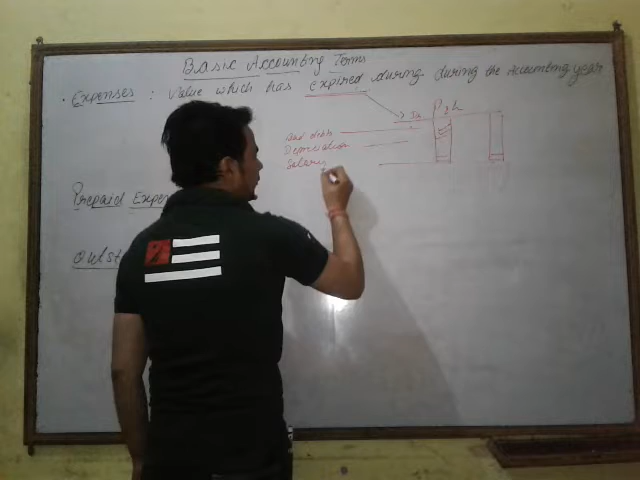 Basic Accounting Terms
• Expenses : Value which has expired during during the accounting year
P & L
Bad debts
Depreciation
Salary
Prepaid Expen
Outst